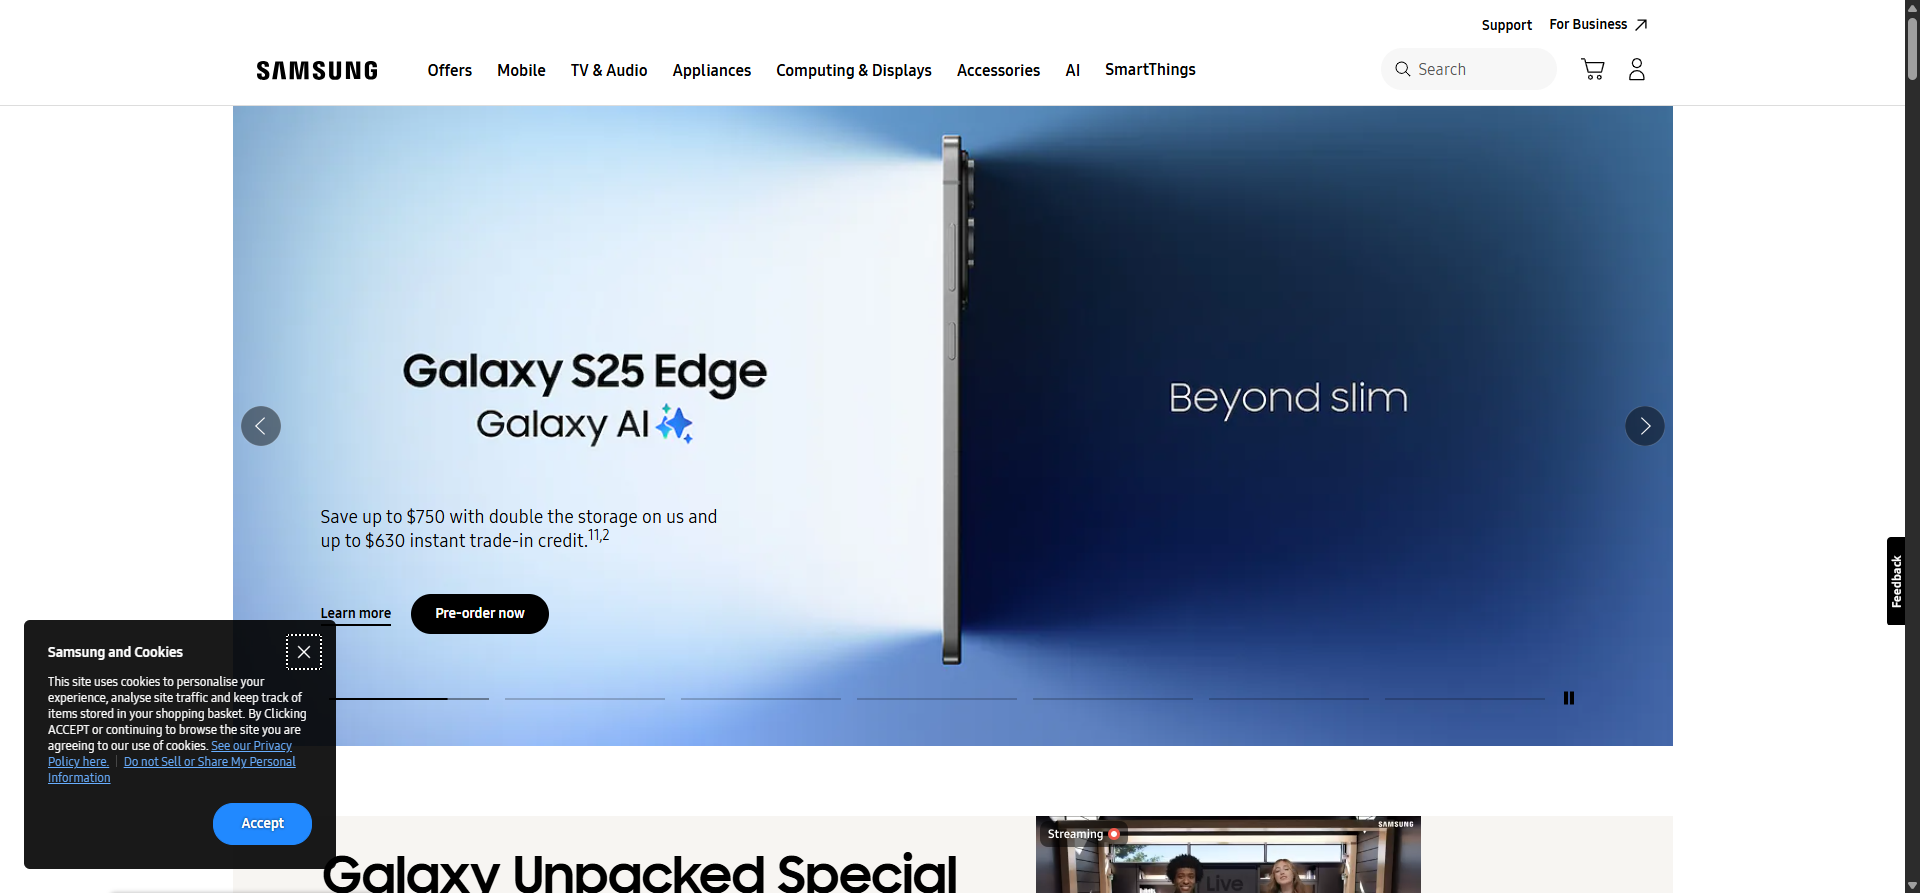 Support
For Business
SAMSUNG
Offers
Mobile
TV & Audio
Appliances
Computing & Displays
Accessories
AI
SmartThings
Search
Galaxy S25 Edge
Galaxy AI
Beyond slim
Save up to $750 with double the storage on us and
up to $630 instant trade-in credit.11,2
Learn more
Pre-order now
Feedback
Samsung and Cookies
This site uses cookies to personalise your
experience, analyse site traffic and keep track of
items stored in your shopping basket. By Clicking
ACCEPT or continuing to browse the site you are
agreeing to our use of cookies. See our Privacy
Policy here. | Do not Sell or Share My Personal
Information
Accept
Galaxy Unpacked Special
Streaming
SAMSUNG
Live